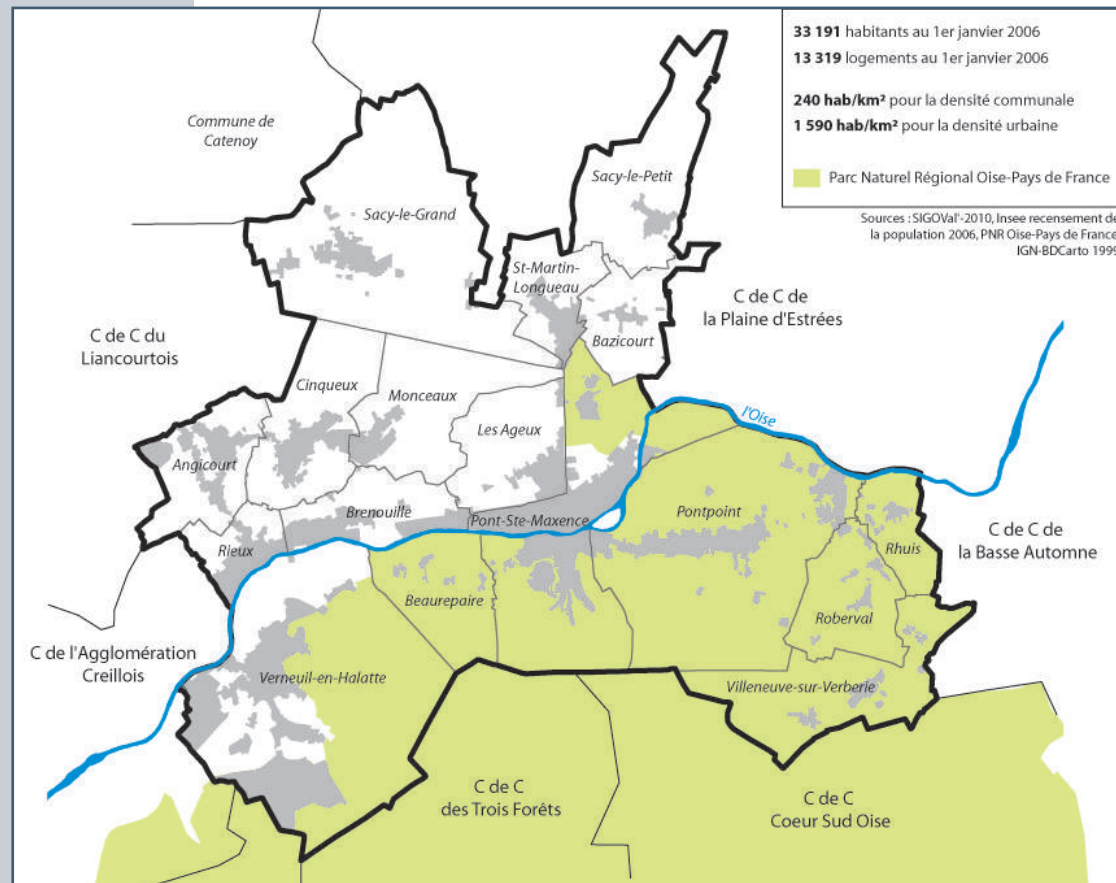 33 191 habitants au 1er janvier 2006
13 319 logements au 1er janvier 2006
240 hab/km² pour la densité communale
1 590 hab/km² pour la densité urbaine
Parc Naturel Régional Oise-Pays de France
Sources : SIGOVal'-2010, Insee recensement de
la population 2006, PNR Oise-Pays de France
IGN-BDCarto 1999
Commune de
Catenoy
Sacy-le-Petit
Sacy-le-Grand
St-Martin-
Longueau
C de C de
la Plaine d'Estrées
C de C du
Liancourtois
Bazicourt
Cinqueux
Monceaux
Les Ageux
l'Oise
Angicourt
Brenouille
Pont-Ste-Maxence
Pontpoint
Rieux
Rhuis
C de C de
la Basse Automne
Beaurepaire
Roberval
C de l'Agglomération
Creillois
Verneuil-en-Halatte
Villeneuve-sur-Verberie
C de C
des Trois Forêts
C de C
Coeur Sud Oise